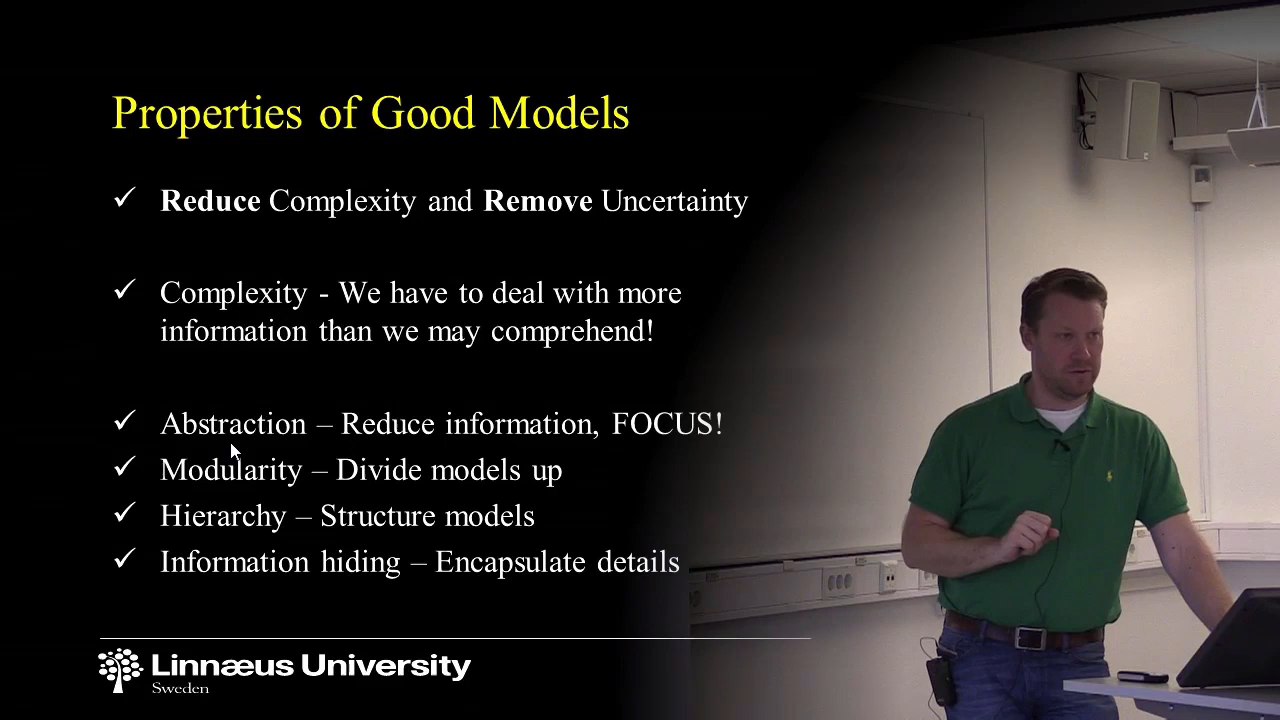 Properties of Good Models
✓ Reduce Complexity and Remove Uncertainty
✓ Complexity - We have to deal with more
information than we may comprehend!
✓ Abstraction – Reduce information, FOCUS!
✓ Modularity – Divide models up
✓ Hierarchy – Structure models
✓ Information hiding – Encapsulate details
Linnæus University
Sweden